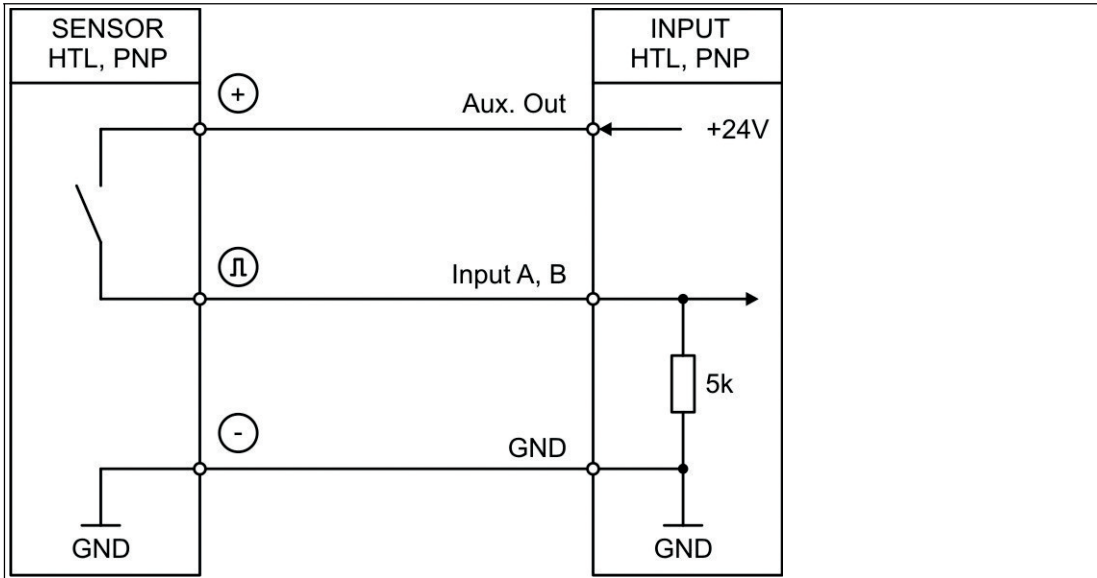 SENSOR
HTL, PNP
INPUT
HTL, PNP
+
Aux. Out
+24V
Input A, B
5k
-
GND
GND
GND